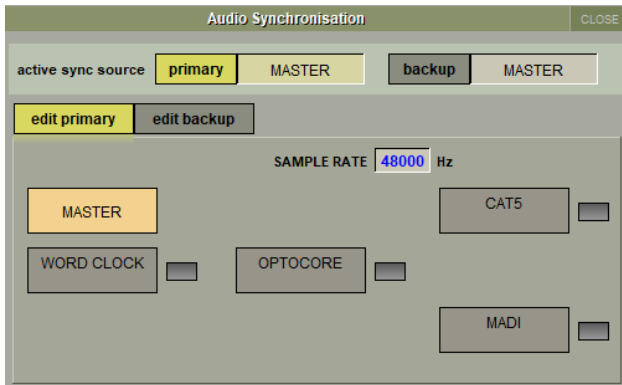 Audio Synchronisation CLOSE
active sync source primary MASTER backup MASTER
edit primary edit backup
SAMPLE RATE 48000 Hz
MASTER CAT5
WORD CLOCK OPTOCORE
MADI